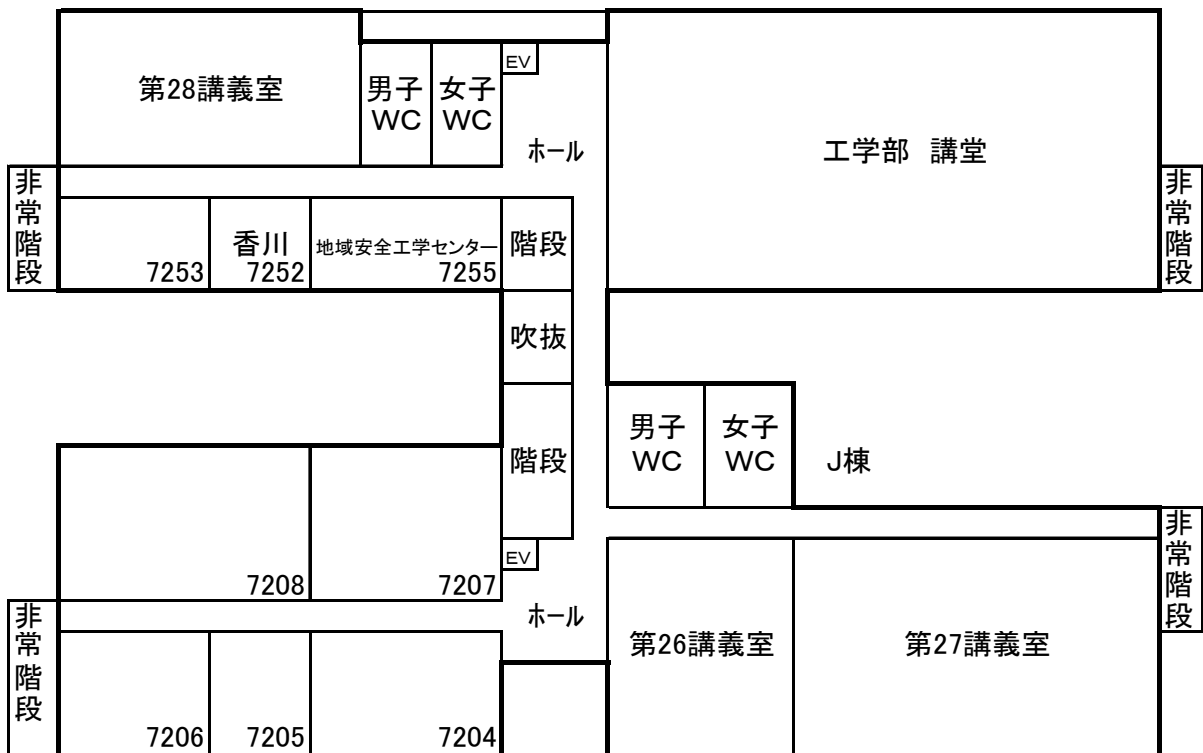 第28講義室
男子
WC
女子
WC
EV
ホール
工学部 講堂
非常階段
非常階段
7253
香川
7252
地域安全工学センター
7255
階段
吹抜
階段
男子
WC
女子
WC
J棟
7208
7207
EV
ホール
非常階段
非常階段
第26講義室
第27講義室
7206
7205
7204